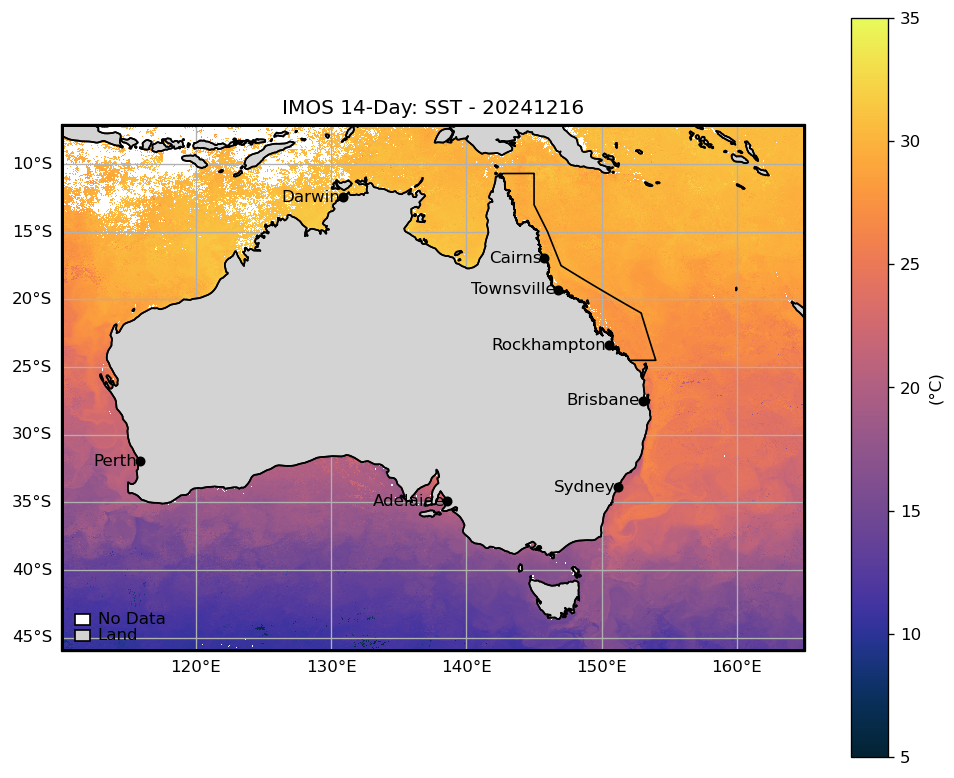 IMOS 14-Day: SST - 20241216
35
30
25
20
15
10
5
(°C)
10°S
15°S
20°S
25°S
30°S
35°S
40°S
45°S
Darwin
Cairns
Townsville
Rockhampton
Brisbane
Perth
Sydney
Adelaide
No Data
Land
120°E
130°E
140°E
150°E
160°E